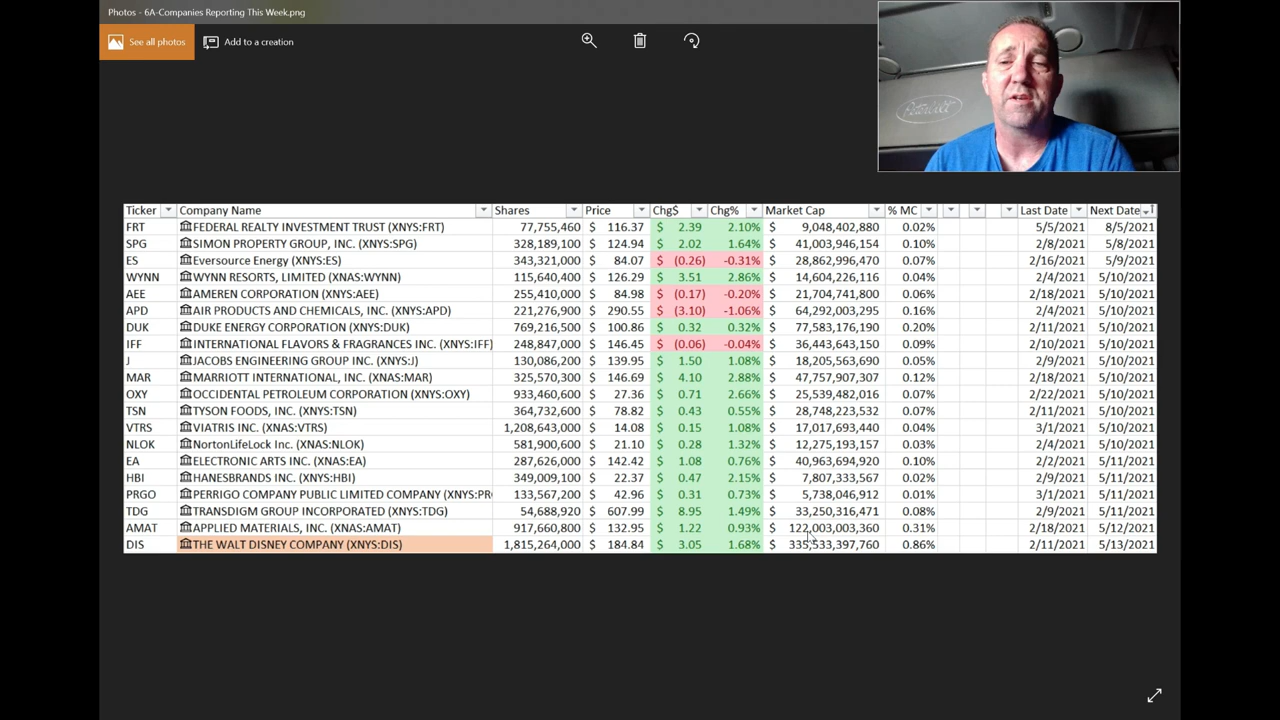 Photos - 6A-Companies Reporting This Week.png
See all photos Add to a creation
Peterbilt
Ticker Company Name Shares Price Chg$ Chg% Market Cap % MC Last Date Next Date
FRT FEDERAL REALTY INVESTMENT TRUST (XNYS:FRT) 77,755,460 $ 116.37 $ 2.39 2.10% $ 9,048,402,880 0.02% 5/5/2021 8/5/2021
SPG SIMON PROPERTY GROUP, INC. (XNYS:SPG) 328,189,100 $ 124.94 $ 2.02 1.64% $ 41,003,946,154 0.10% 2/8/2021 5/8/2021
ES Eversource Energy (XNYS:ES) 343,321,000 $ 84.07 $ (0.26) -0.31% $ 28,862,996,470 0.07% 2/16/2021 5/9/2021
WYNN WYNN RESORTS, LIMITED (XNAS:WYNN) 115,640,400 $ 126.29 $ 3.51 2.86% $ 14,604,226,116 0.04% 2/4/2021 5/10/2021
AEE AMEREN CORPORATION (XNYS:AEE) 255,410,000 $ 84.98 $ (0.17) -0.20% $ 21,704,741,800 0.06% 2/18/2021 5/10/2021
APD AIR PRODUCTS AND CHEMICALS, INC. (XNYS:APD) 221,276,900 $ 290.55 $ (3.10) -1.06% $ 64,292,003,295 0.16% 2/4/2021 5/10/2021
DUK DUKE ENERGY CORPORATION (XNYS:DUK) 769,216,500 $ 100.86 $ 0.32 0.32% $ 77,583,176,190 0.20% 2/11/2021 5/10/2021
IFF INTERNATIONAL FLAVORS & FRAGRANCES INC. (XNYS:IFF) 248,847,000 $ 146.45 $ (0.06) -0.04% $ 36,443,643,150 0.09% 2/10/2021 5/10/2021
J JACOBS ENGINEERING GROUP INC. (XNYS:J) 130,086,200 $ 139.95 $ 1.50 1.08% $ 18,205,563,690 0.05% 2/9/2021 5/10/2021
MAR MARRIOTT INTERNATIONAL, INC. (XNAS:MAR) 325,570,300 $ 146.69 $ 4.10 2.88% $ 47,757,907,307 0.12% 2/18/2021 5/10/2021
OXY OCCIDENTAL PETROLEUM CORPORATION (XNYS:OXY) 933,460,600 $ 27.36 $ 0.71 2.66% $ 25,539,482,016 0.07% 2/22/2021 5/10/2021
TSN TYSON FOODS, INC. (XNYS:TSN) 364,732,600 $ 78.82 $ 0.43 0.55% $ 28,748,223,532 0.07% 2/11/2021 5/10/2021
VTRS VIATRIS INC. (XNAS:VTRS) 1,208,643,000 $ 14.08 $ 0.15 1.08% $ 17,017,693,440 0.04% 3/1/2021 5/10/2021
NLOK NortonLifeLock Inc. (XNAS:NLOK) 581,900,600 $ 21.10 $ 0.28 1.32% $ 12,275,193,157 0.03% 2/4/2021 5/10/2021
EA ELECTRONIC ARTS INC. (XNAS:EA) 287,626,000 $ 142.42 $ 1.08 0.76% $ 40,963,694,920 0.10% 2/2/2021 5/11/2021
HBI HANESBRANDS INC. (XNYS:HBI) 349,009,100 $ 22.37 $ 0.47 2.15% $ 7,807,333,567 0.02% 2/9/2021 5/11/2021
PRGO PERRIGO COMPANY PUBLIC LIMITED COMPANY (XNYS:PR 133,567,200 $ 42.96 $ 0.31 0.73% $ 5,738,046,912 0.01% 3/1/2021 5/11/2021
TDG TRANSDIGM GROUP INCORPORATED (XNYS:TDG) 54,688,920 $ 607.99 $ 8.95 1.49% $ 33,250,316,471 0.08% 2/9/2021 5/11/2021
AMAT APPLIED MATERIALS, INC. (XNAS:AMAT) 917,660,800 $ 132.95 $ 1.22 0.93% $ 122,003,003,360 0.31% 2/18/2021 5/12/2021
DIS THE WALT DISNEY COMPANY (XNYS:DIS) 1,815,264,000 $ 184.84 $ 3.05 1.68% $ 335,533,397,760 0.86% 2/11/2021 5/13/2021